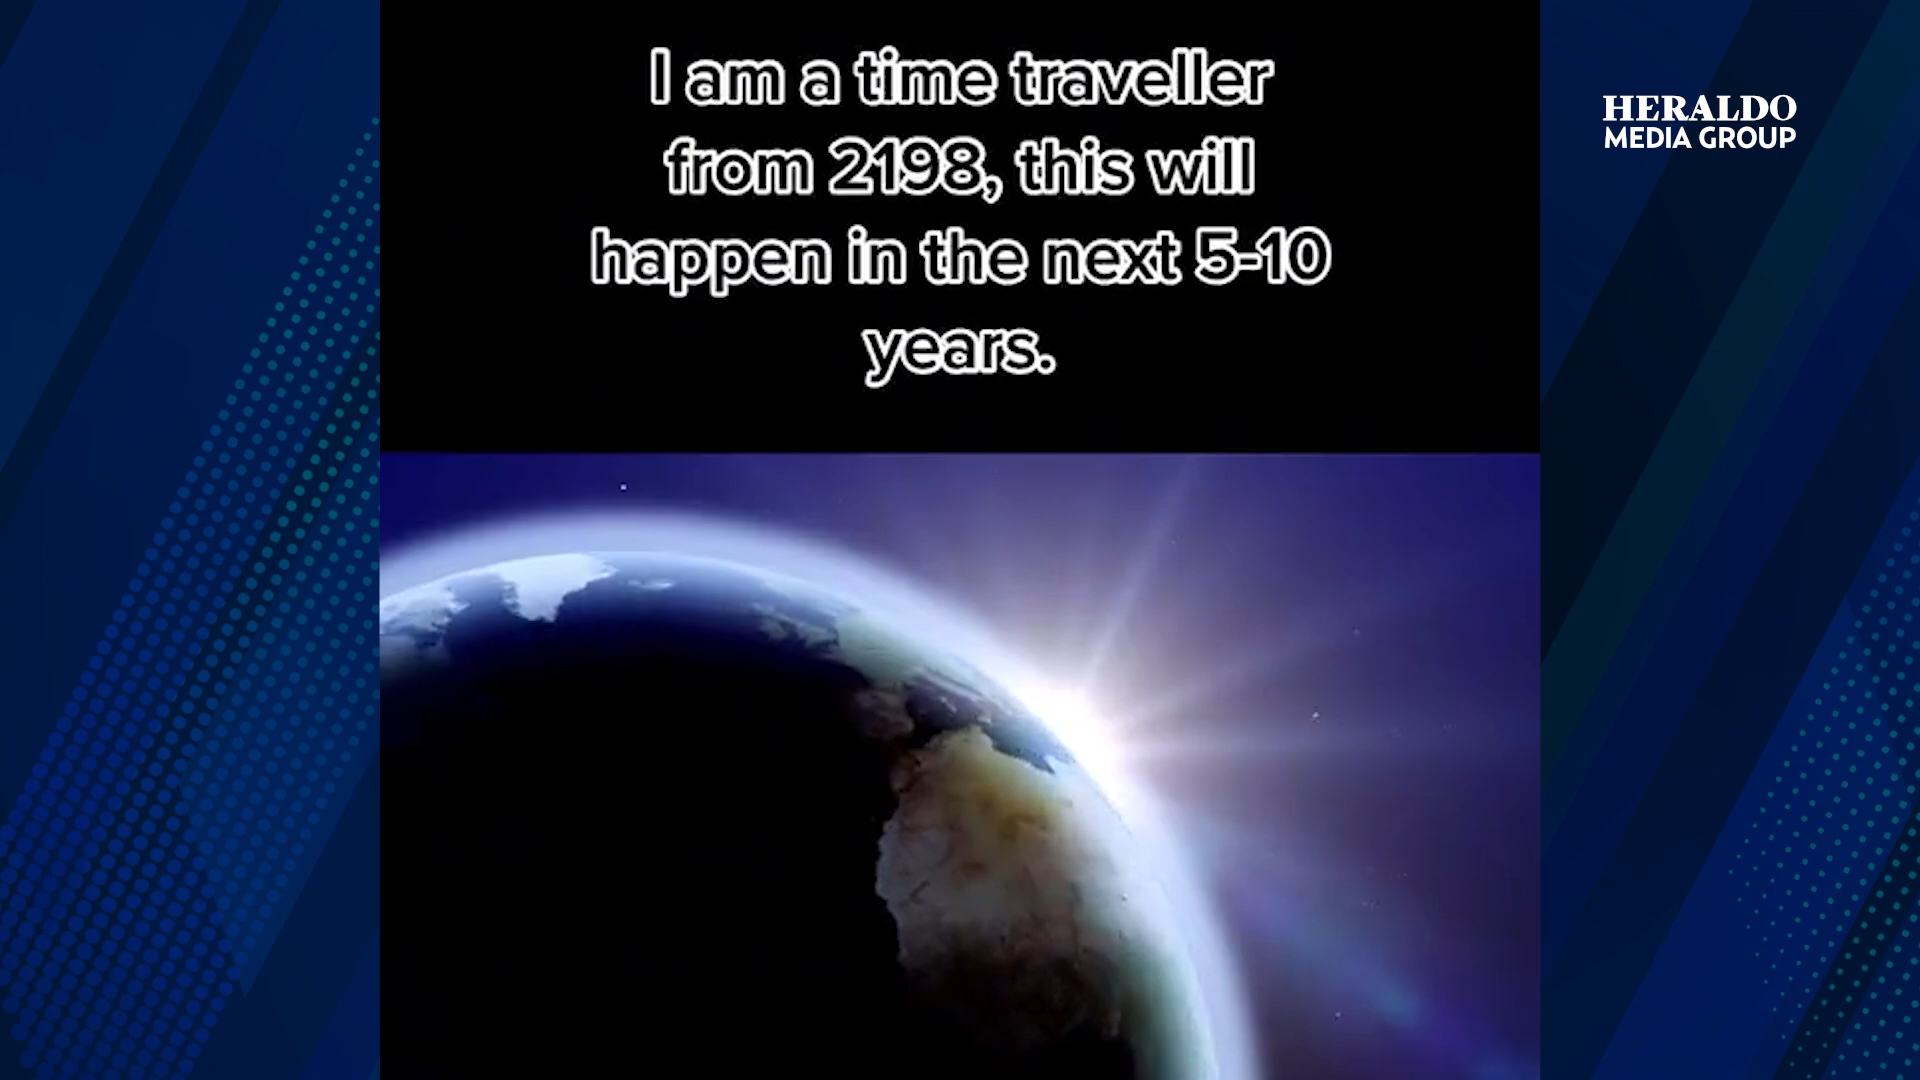 I am a time traveller
from 2198, this will
happen in the next 5-10
years.
HERALDO
MEDIA GROUP